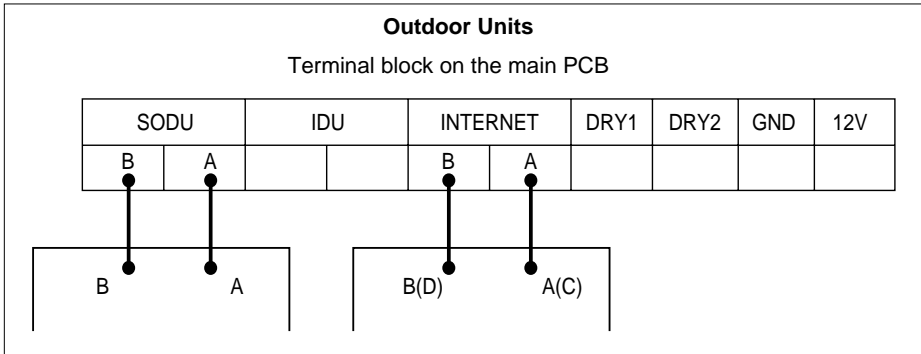 Outdoor Units
Terminal block on the main PCB
SODU IDU INTERNET DRY1 DRY2 GND 12V
B A B A
B A B(D) A(C)